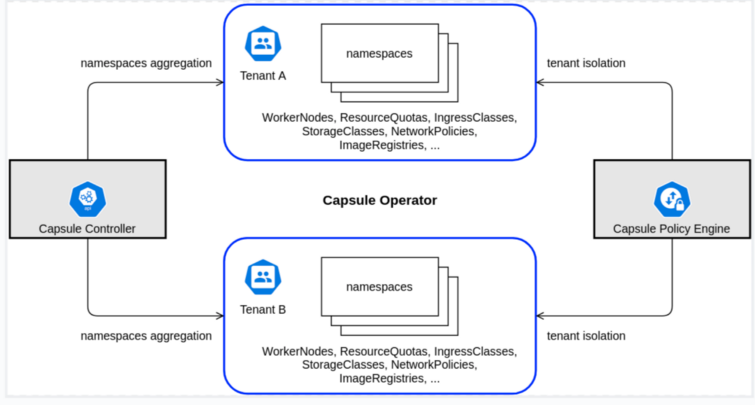 namespaces aggregation
Tenant A
namespaces
tenant isolation
WorkerNodes, ResourceQuotas, IngressClasses,
StorageClasses, NetworkPolicies,
ImageRegistries, ...
Capsule Controller
Capsule Operator
Capsule Policy Engine
Tenant B
namespaces
namespaces aggregation
tenant isolation
WorkerNodes, ResourceQuotas, IngressClasses,
StorageClasses, NetworkPolicies,
ImageRegistries, ...